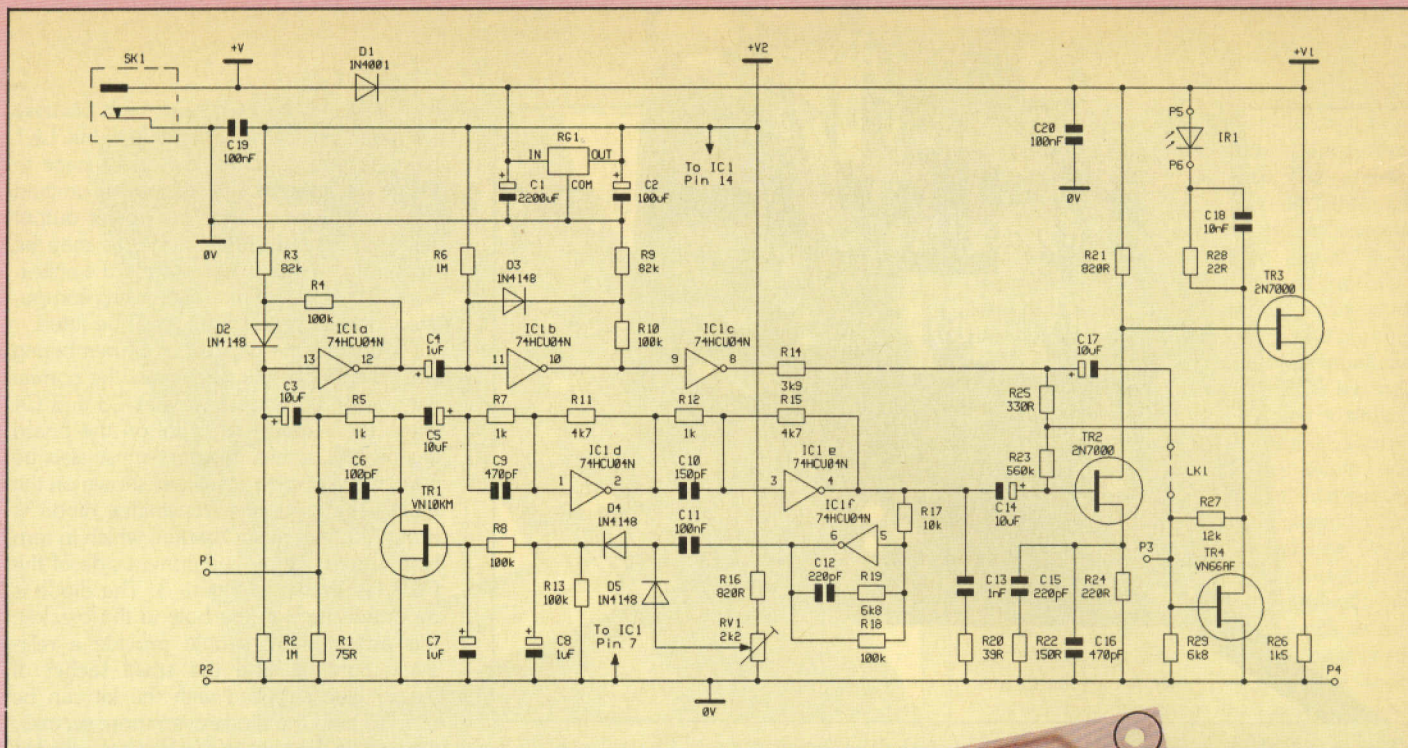 SK1
+V
D1
1N4001
+V2
+V1
C19
100nF
RG1
IN
OUT
COM
C1
2200uF
C2
100uF
To IC1
Pin 14
C20
100nF
0V
P5
IR1
P6
C18
10nF
0V
R3
82k
R6
1M
D3
1N4148
R9
82k
R21
820R
R28
22R
TR3
2N7000
R4
100k
D2
1N4148
IC1a
74HCU04N
13
12
C4
1uF
IC1b
74HCU04N
11
10
R10
100k
IC1c
74HCU04N
9
8
R14
3k9
C17
10uF
C3
10uF
R5
1k
C5
10uF
R7
1k
R11
4k7
R12
1k
R15
4k7
R25
330R
C6
100pF
TR1
VN10KM
C9
470pF
IC1d
74HCU04N
1
2
C10
150pF
IC1e
74HCU04N
3
4
R23
560k
TR2
2N7000
LK1
C14
10uF
R17
10k
IC1f
74HCU04N
6
5
D4
1N4148
C11
100nF
R8
100k
R27
12k
TR4
VN66AF
P1
R13
100k
D5
1N4148
R16
820R
C12
220pF
R19
6k8
R18
100k
C13
1nF
C15
220pF
R24
220R
P3
To IC1
Pin 7
RV1
2k2
R2
1M
R1
75R
C7
1uF
C8
1uF
R20
39R
R22
150R
C16
470pF
R29
6k8
R26
1k5
P2
0V
P4